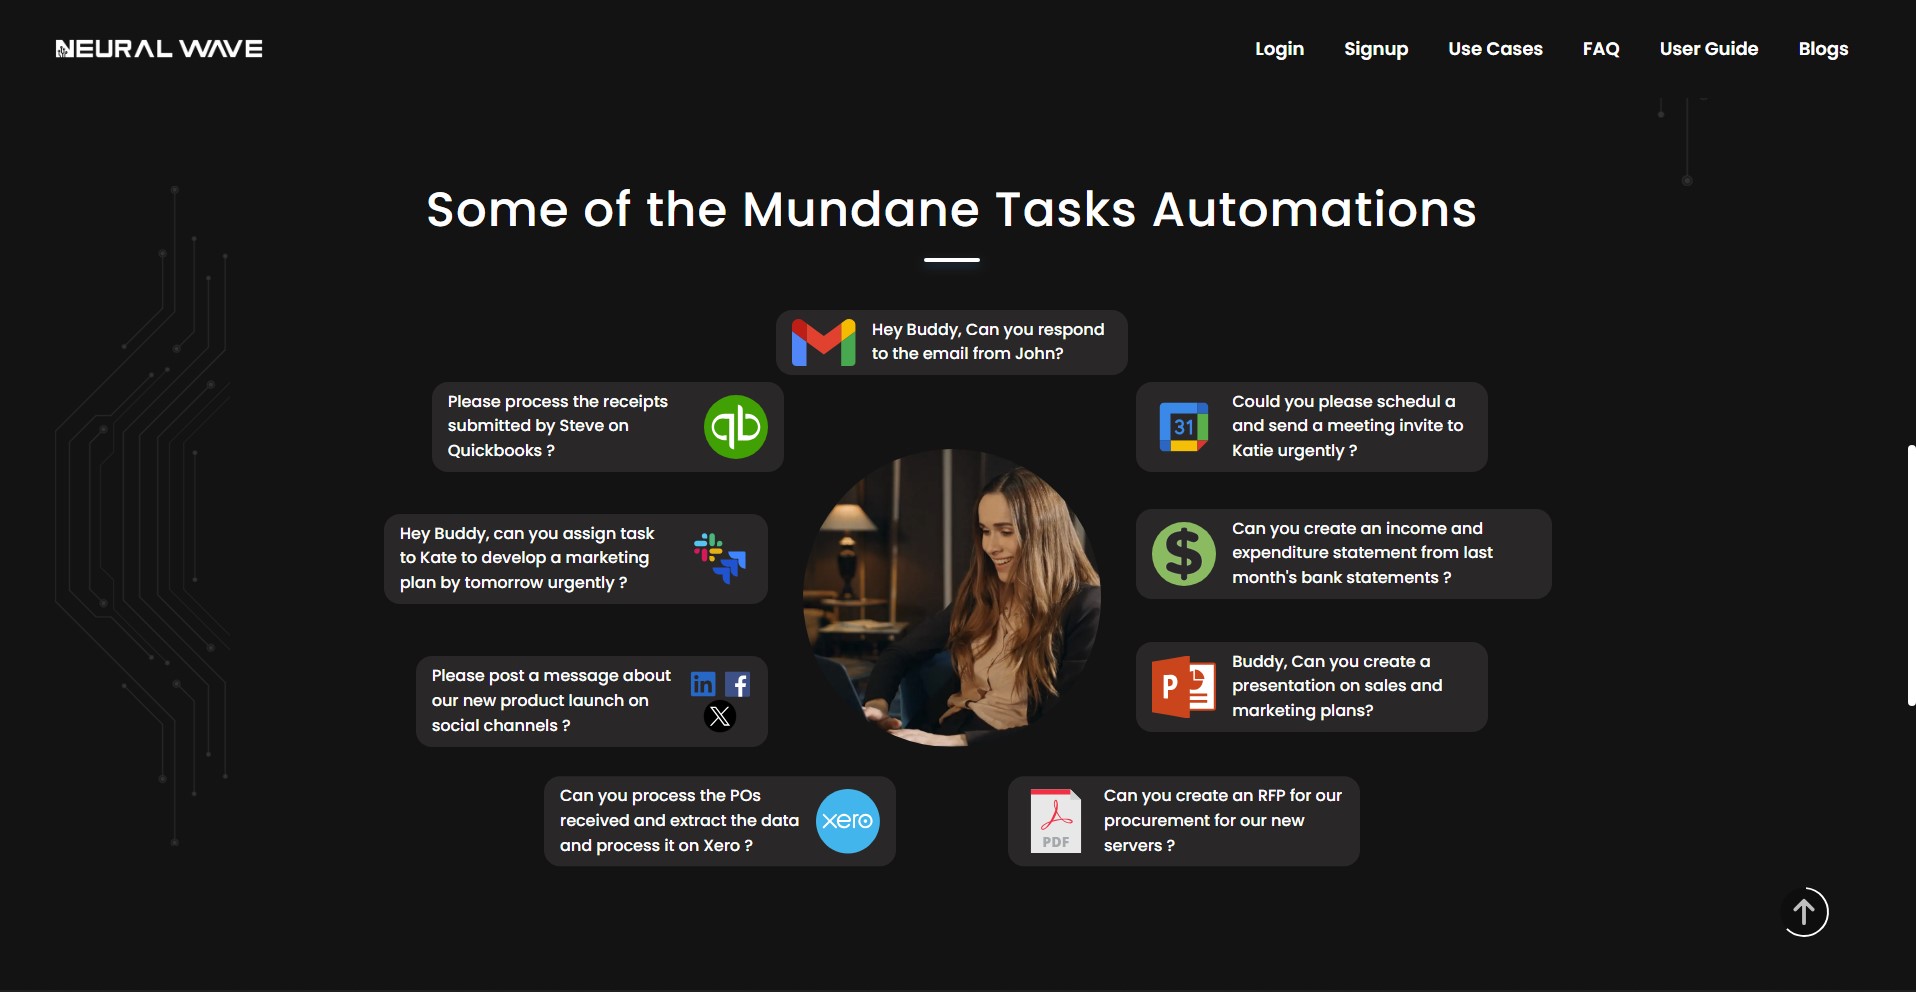 NEURAL WAVE
Login Signup Use Cases FAQ User Guide Blogs
Some of the Mundane Tasks Automations
Hey Buddy, Can you respond
to the email from John?
Please process the receipts
submitted by Steve on
Quickbooks ?
qb
31
Could you please schedul a
and send a meeting invite to
Katie urgently ?
Hey Buddy, can you assign task
to Kate to develop a marketing
plan by tomorrow urgently ?
$
Can you create an income and
expenditure statement from last
month's bank statements ?
Please post a message about
our new product launch on
social channels ?
in f
X
P
Buddy, Can you create a
presentation on sales and
marketing plans?
Can you process the POs
received and extract the data
and process it on Xero ?
xero
PDF
Can you create an RFP for our
procurement for our new
servers ?